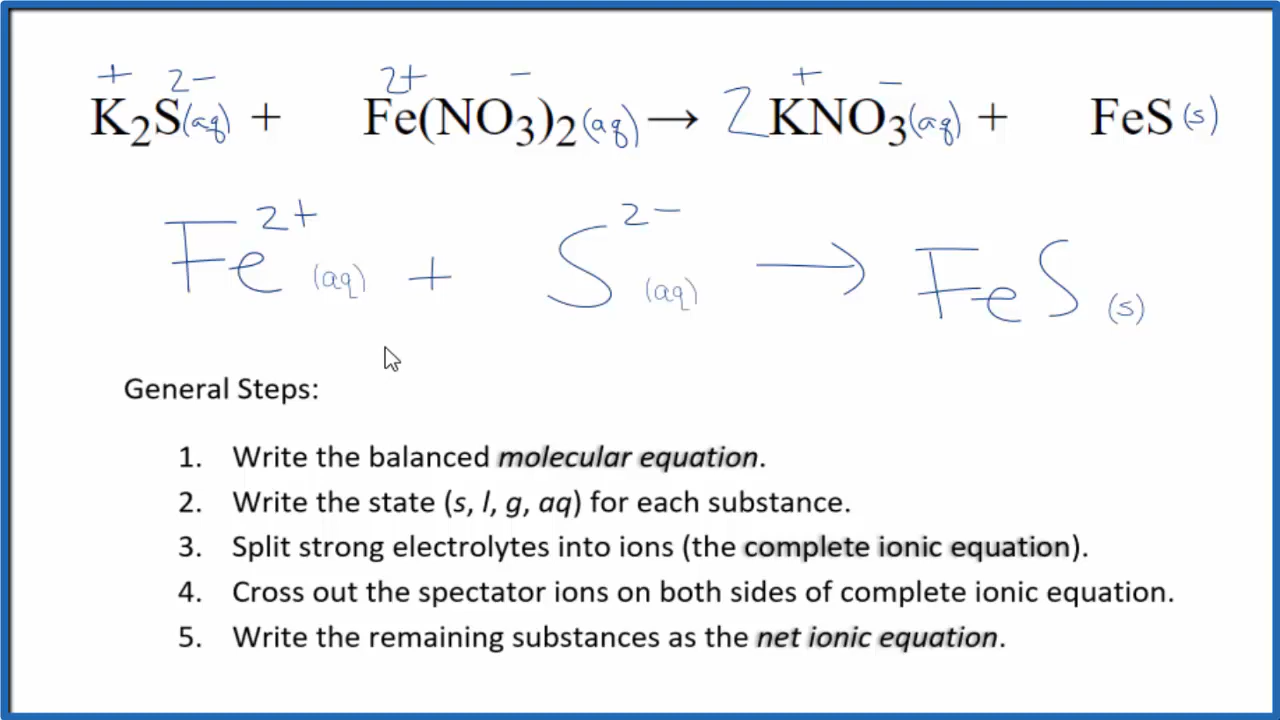 K₂S(aq) + Fe(NO₃)₂(aq) → 2KNO₃(aq) + FeS(s)
+ 2− 2+ − + −
Fe²⁺(aq) + S²⁻(aq) → FeS(s)
General Steps:
1. Write the balanced molecular equation.
2. Write the state (s, l, g, aq) for each substance.
3. Split strong electrolytes into ions (the complete ionic equation).
4. Cross out the spectator ions on both sides of complete ionic equation.
5. Write the remaining substances as the net ionic equation.